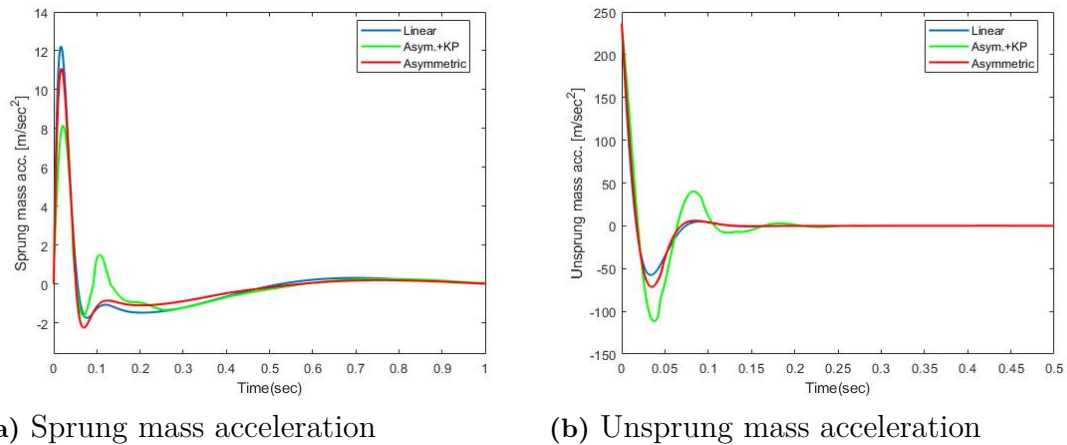 14
12
10
8
6
4
2
0
-2
Sprung mass acc. [m/sec2]
Linear
Asym.+KP
Asymmetric
0 0.1 0.2 0.3 0.4 0.5 0.6 0.7 0.8 0.9 1
Time(sec)
a) Sprung mass acceleration
250
200
150
100
50
0
-50
-100
-150
Unsprung mass acc. [m/sec2]
Linear
Asym.+KP
Asymmetric
0 0.05 0.1 0.15 0.2 0.25 0.3 0.35 0.4 0.45 0.5
Time(sec)
(b) Unsprung mass acceleration